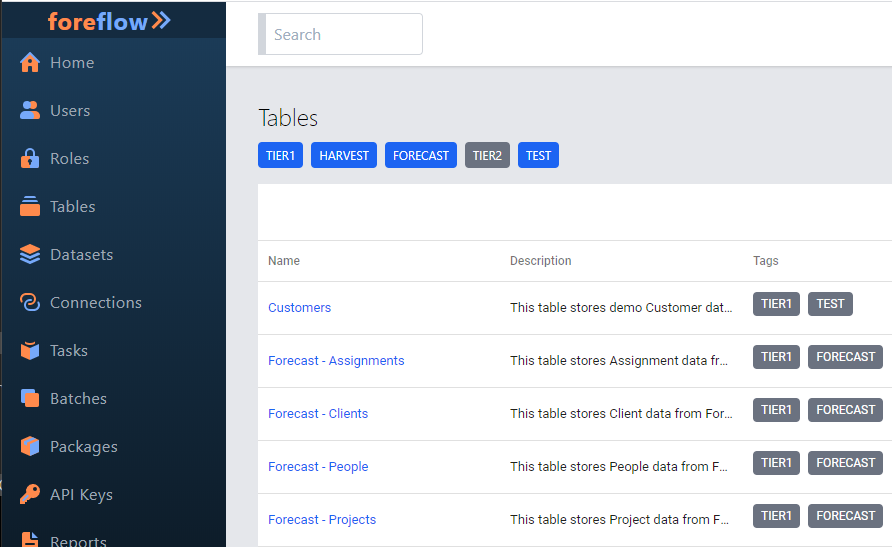 foreflow
Search
Home
Users
Roles
Tables
Datasets
Connections
Tasks
Batches
Packages
API Keys
Reports
Tables
TIER1 HARVEST FORECAST TIER2 TEST
Name Description Tags
Customers This table stores demo Customer dat... TIER1 TEST
Forecast - Assignments This table stores Assignment data fr... TIER1 FORECAST
Forecast - Clients This table stores Client data from For... TIER1 FORECAST
Forecast - People This table stores People data from F... TIER1 FORECAST
Forecast - Projects This table stores Project data from F... TIER1 FORECAST